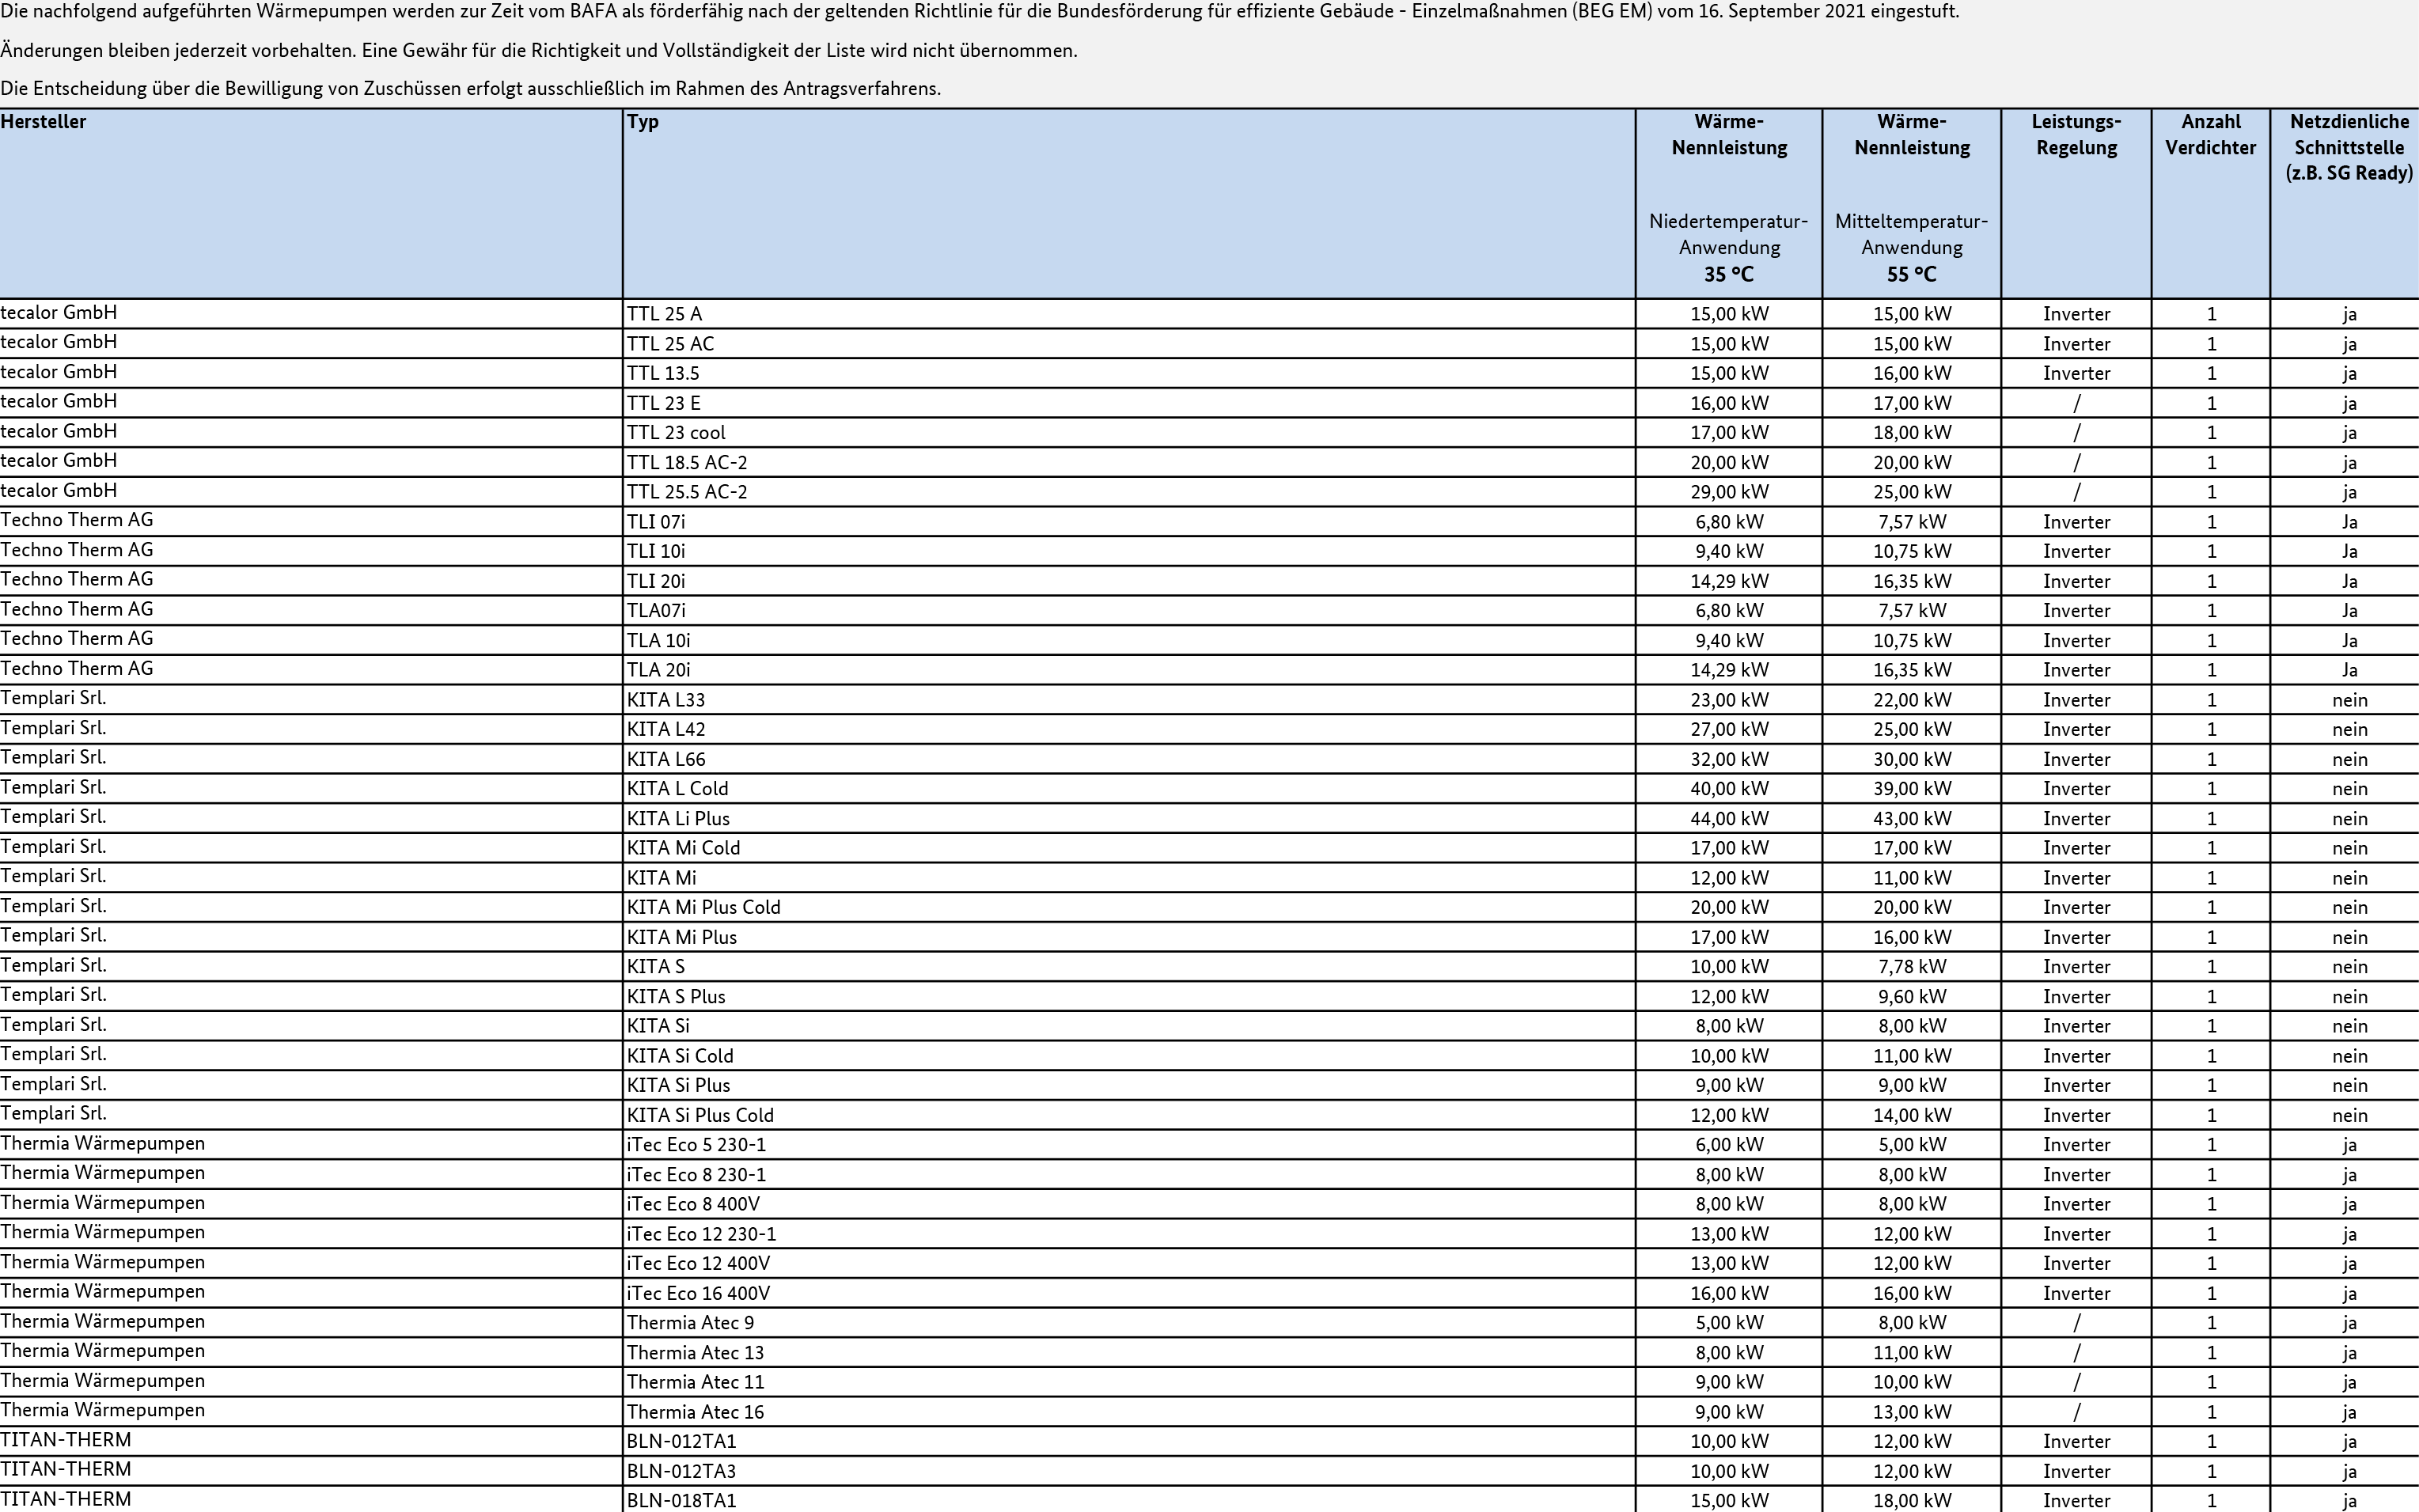 Die nachfolgend aufgeführten Wärmepumpen werden zur Zeit vom BAFA als förderfähig nach der geltenden Richtlinie für die Bundesförderung für effiziente Gebäude - Einzelmaßnahmen (BEG EM) vom 16. September 2021 eingestuft.
Änderungen bleiben jederzeit vorbehalten. Eine Gewähr für die Richtigkeit und Vollständigkeit der Liste wird nicht übernommen.
Die Entscheidung über die Bewilligung von Zuschüssen erfolgt ausschließlich im Rahmen des Antragsverfahrens.
Hersteller Typ Wärme- Wärme- Leistungs- Anzahl Netzdienliche
Nennleistung Nennleistung Regelung Verdichter Schnittstelle
(z.B. SG Ready)
Niedertemperatur- Mitteltemperatur-
Anwendung Anwendung
35 °C 55 °C
tecalor GmbH TTL 25 A 15,00 kW 15,00 kW Inverter 1 ja
tecalor GmbH TTL 25 AC 15,00 kW 15,00 kW Inverter 1 ja
tecalor GmbH TTL 13.5 15,00 kW 16,00 kW Inverter 1 ja
tecalor GmbH TTL 23 E 16,00 kW 17,00 kW / 1 ja
tecalor GmbH TTL 23 cool 17,00 kW 18,00 kW / 1 ja
tecalor GmbH TTL 18.5 AC-2 20,00 kW 20,00 kW / 1 ja
tecalor GmbH TTL 25.5 AC-2 29,00 kW 25,00 kW / 1 ja
Techno Therm AG TLI 07i 6,80 kW 7,57 kW Inverter 1 Ja
Techno Therm AG TLI 10i 9,40 kW 10,75 kW Inverter 1 Ja
Techno Therm AG TLI 20i 14,29 kW 16,35 kW Inverter 1 Ja
Techno Therm AG TLA07i 6,80 kW 7,57 kW Inverter 1 Ja
Techno Therm AG TLA 10i 9,40 kW 10,75 kW Inverter 1 Ja
Techno Therm AG TLA 20i 14,29 kW 16,35 kW Inverter 1 Ja
Templari Srl. KITA L33 23,00 kW 22,00 kW Inverter 1 nein
Templari Srl. KITA L42 27,00 kW 25,00 kW Inverter 1 nein
Templari Srl. KITA L66 32,00 kW 30,00 kW Inverter 1 nein
Templari Srl. KITA L Cold 40,00 kW 39,00 kW Inverter 1 nein
Templari Srl. KITA Li Plus 44,00 kW 43,00 kW Inverter 1 nein
Templari Srl. KITA Mi Cold 17,00 kW 17,00 kW Inverter 1 nein
Templari Srl. KITA Mi 12,00 kW 11,00 kW Inverter 1 nein
Templari Srl. KITA Mi Plus Cold 20,00 kW 20,00 kW Inverter 1 nein
Templari Srl. KITA Mi Plus 17,00 kW 16,00 kW Inverter 1 nein
Templari Srl. KITA S 10,00 kW 7,78 kW Inverter 1 nein
Templari Srl. KITA S Plus 12,00 kW 9,60 kW Inverter 1 nein
Templari Srl. KITA Si 8,00 kW 8,00 kW Inverter 1 nein
Templari Srl. KITA Si Cold 10,00 kW 11,00 kW Inverter 1 nein
Templari Srl. KITA Si Plus 9,00 kW 9,00 kW Inverter 1 nein
Templari Srl. KITA Si Plus Cold 12,00 kW 14,00 kW Inverter 1 nein
Thermia Wärmepumpen iTec Eco 5 230-1 6,00 kW 5,00 kW Inverter 1 ja
Thermia Wärmepumpen iTec Eco 8 230-1 8,00 kW 8,00 kW Inverter 1 ja
Thermia Wärmepumpen iTec Eco 8 400V 8,00 kW 8,00 kW Inverter 1 ja
Thermia Wärmepumpen iTec Eco 12 230-1 13,00 kW 12,00 kW Inverter 1 ja
Thermia Wärmepumpen iTec Eco 12 400V 13,00 kW 12,00 kW Inverter 1 ja
Thermia Wärmepumpen iTec Eco 16 400V 16,00 kW 16,00 kW Inverter 1 ja
Thermia Wärmepumpen Thermia Atec 9 5,00 kW 8,00 kW / 1 ja
Thermia Wärmepumpen Thermia Atec 13 8,00 kW 11,00 kW / 1 ja
Thermia Wärmepumpen Thermia Atec 11 9,00 kW 10,00 kW / 1 ja
Thermia Wärmepumpen Thermia Atec 16 9,00 kW 13,00 kW / 1 ja
TITAN-THERM BLN-012TA1 10,00 kW 12,00 kW Inverter 1 ja
TITAN-THERM BLN-012TA3 10,00 kW 12,00 kW Inverter 1 ja
TITAN-THERM BLN-018TA1 15,00 kW 18,00 kW Inverter 1 ja